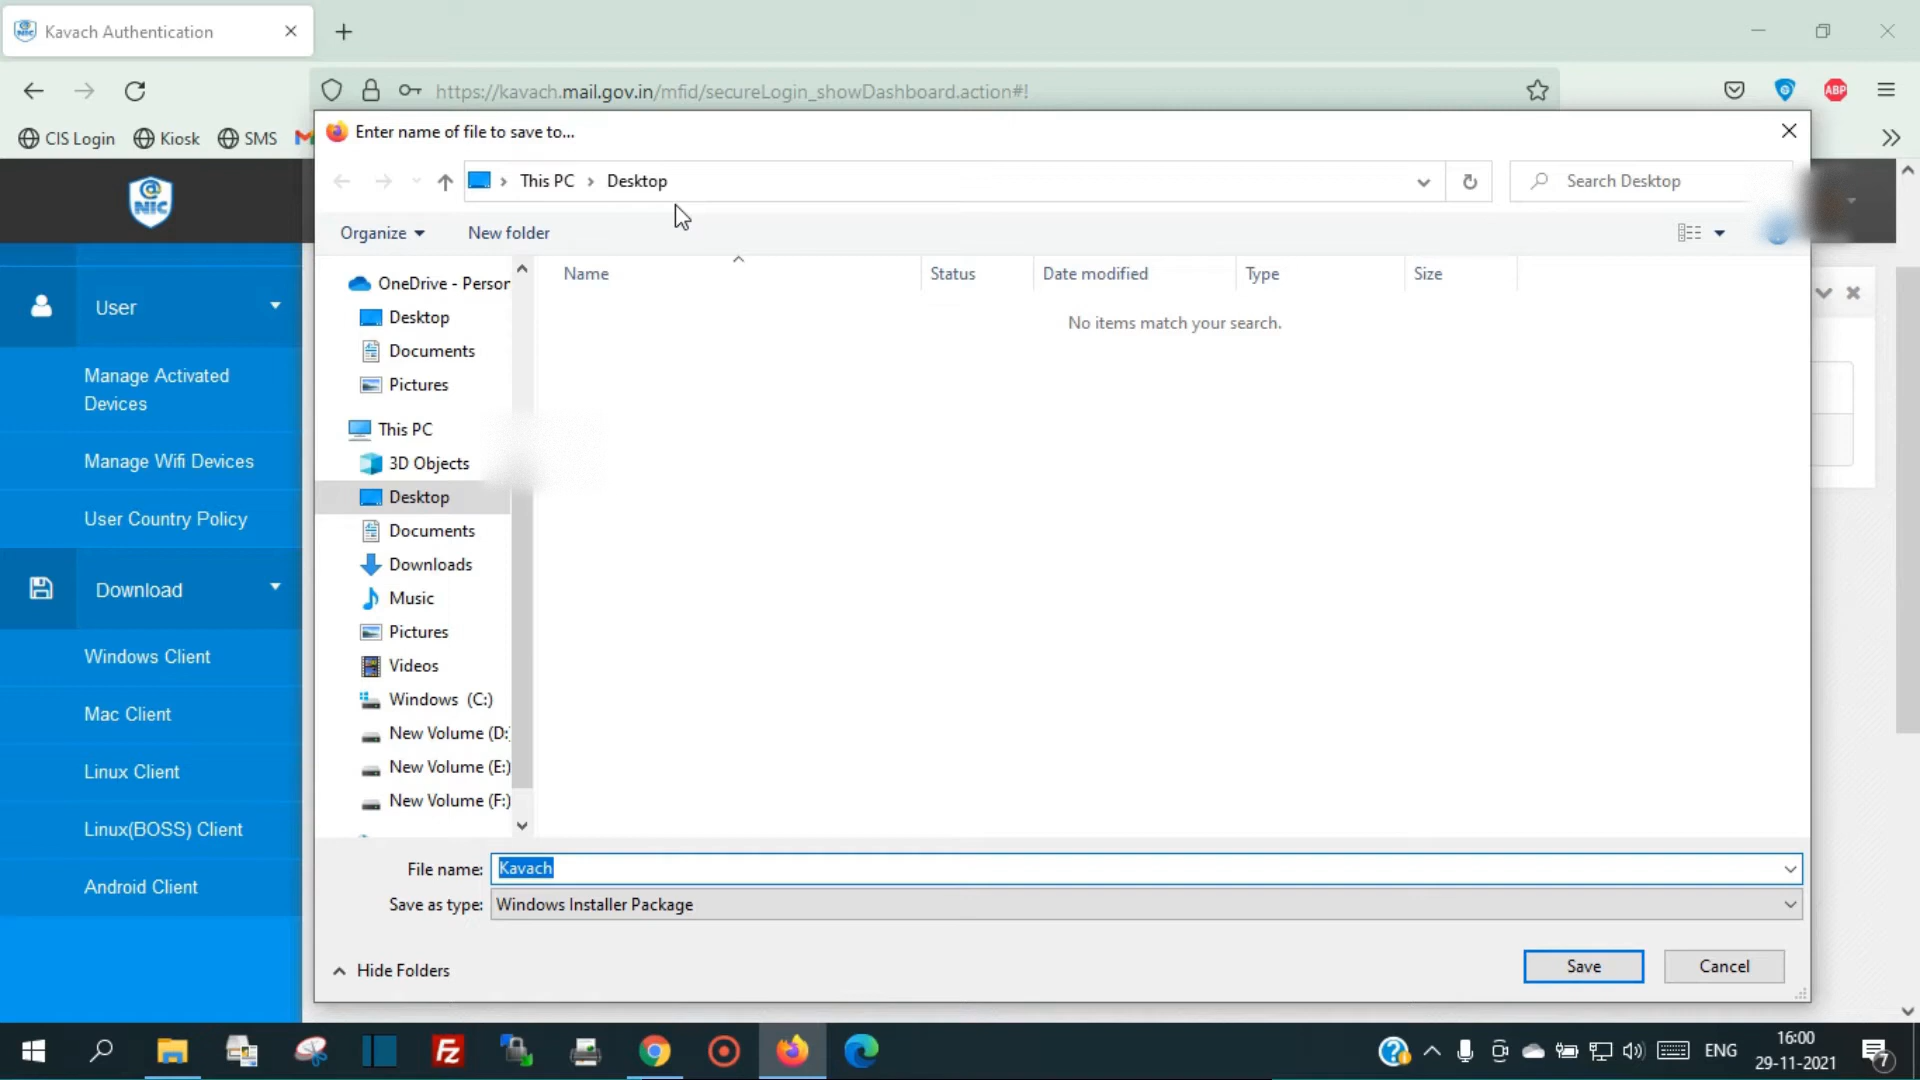 Kavach Authentication
https://kavach.mail.gov.in/mfid/secureLogin_showDashboard.action#!
ABP
CIS Login
Kiosk
SMS
Enter name of file to save to...
This PC
Desktop
Search Desktop
@
NIC
Organize
New folder
Name
Status
Date modified
Type
Size
No items match your search.
User
Manage Activated
Devices
Manage Wifi Devices
User Country Policy
Download
Windows Client
Mac Client
Linux Client
Linux(BOSS) Client
Android Client
OneDrive - Person
Desktop
Documents
Pictures
This PC
3D Objects
Desktop
Documents
Downloads
Music
Pictures
Videos
Windows (C:)
New Volume (D:)
New Volume (E:)
New Volume (F:)
File name: Kavach
Save as type: Windows Installer Package
Hide Folders
Save
Cancel
Fz
ENG
16:00
29-11-2021
7